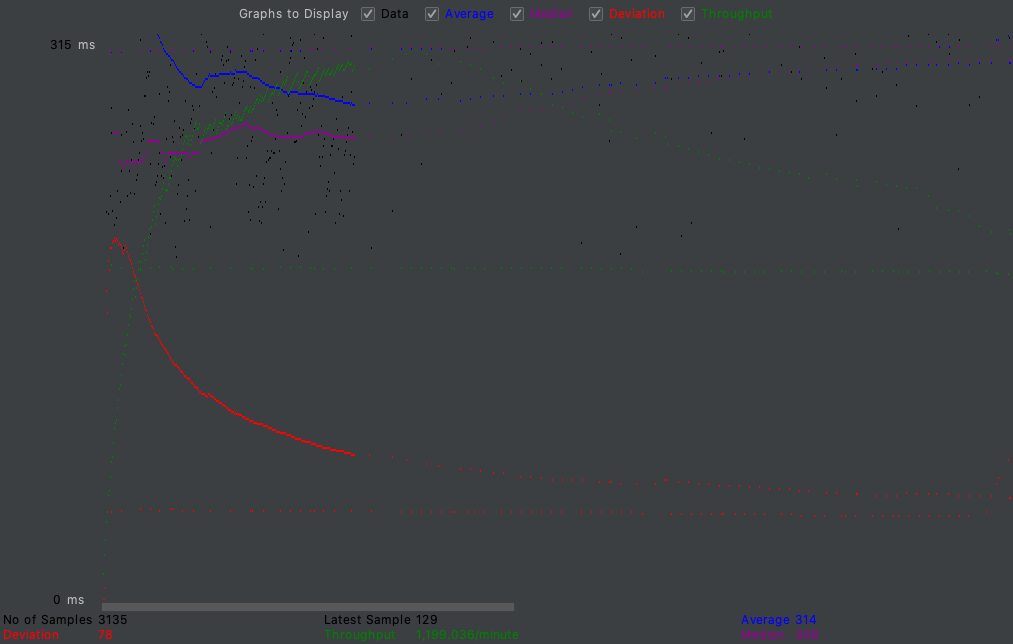 Graphs to Display Data Average Median Deviation Throughput
315 ms
0 ms
No of Samples 3135 Latest Sample 129 Average 314
Deviation 78 Throughput 1,199.036/minute Median 306